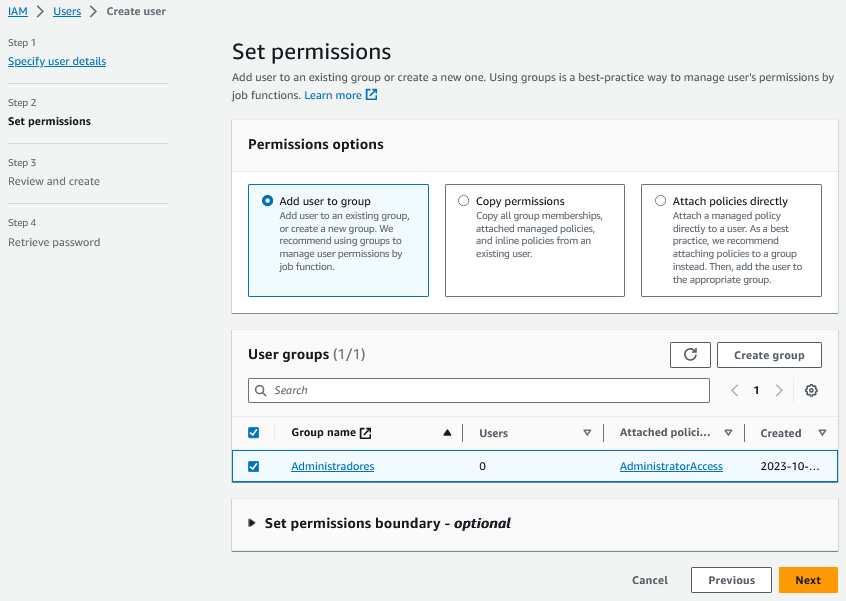 IAM > Users > Create user
Step 1
Specify user details
Step 2
Set permissions
Step 3
Review and create
Step 4
Retrieve password
Set permissions
Add user to an existing group or create a new one. Using groups is a best-practice way to manage user's permissions by
job functions. Learn more
Permissions options
Add user to group
Add user to an existing group,
or create a new group. We
recommend using groups to
manage user permissions by
job function.
Copy permissions
Copy all group memberships,
attached managed policies,
and inline policies from an
existing user.
Attach policies directly
Attach a managed policy
directly to a user. As a best
practice, we recommend
attaching policies to a group
instead. Then, add the user to
the appropriate group.
User groups (1/1)
Create group
Search
1
Group name Users Attached polici... Created
Administradores 0 AdministratorAccess 2023-10-...
Set permissions boundary - optional
Cancel Previous Next